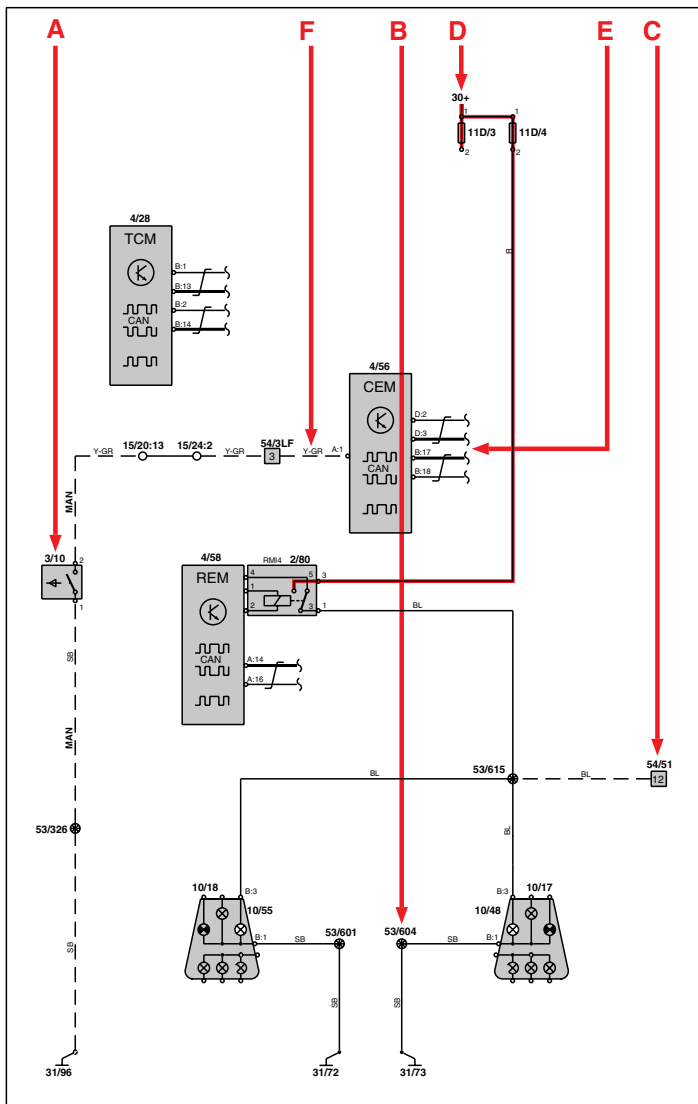 A F B D E C
30+
1 1
11D/3 11D/4
2 2
R
4/28
TCM
B:1
B:13
B:2
CAN
B:14
4/56
CEM
D:2
D:3
B:17
CAN
B:18
15/20:13 15/24:2 54/3LF
Y-GR Y-GR 3 Y-GR A:1
MAN
3/10 2
1
SB
MAN
4/58 RMI4 2/80
REM
4 5 3
1
2 3 1
BL
CAN
A:14
A:16
54/51
53/615
BL BL 12
BL
53/326
10/18 B:3
10/55
B:1 SB 53/601
B:3 10/17
10/48
53/604 SB B:1
SB
SB SB
31/96 31/72 31/73